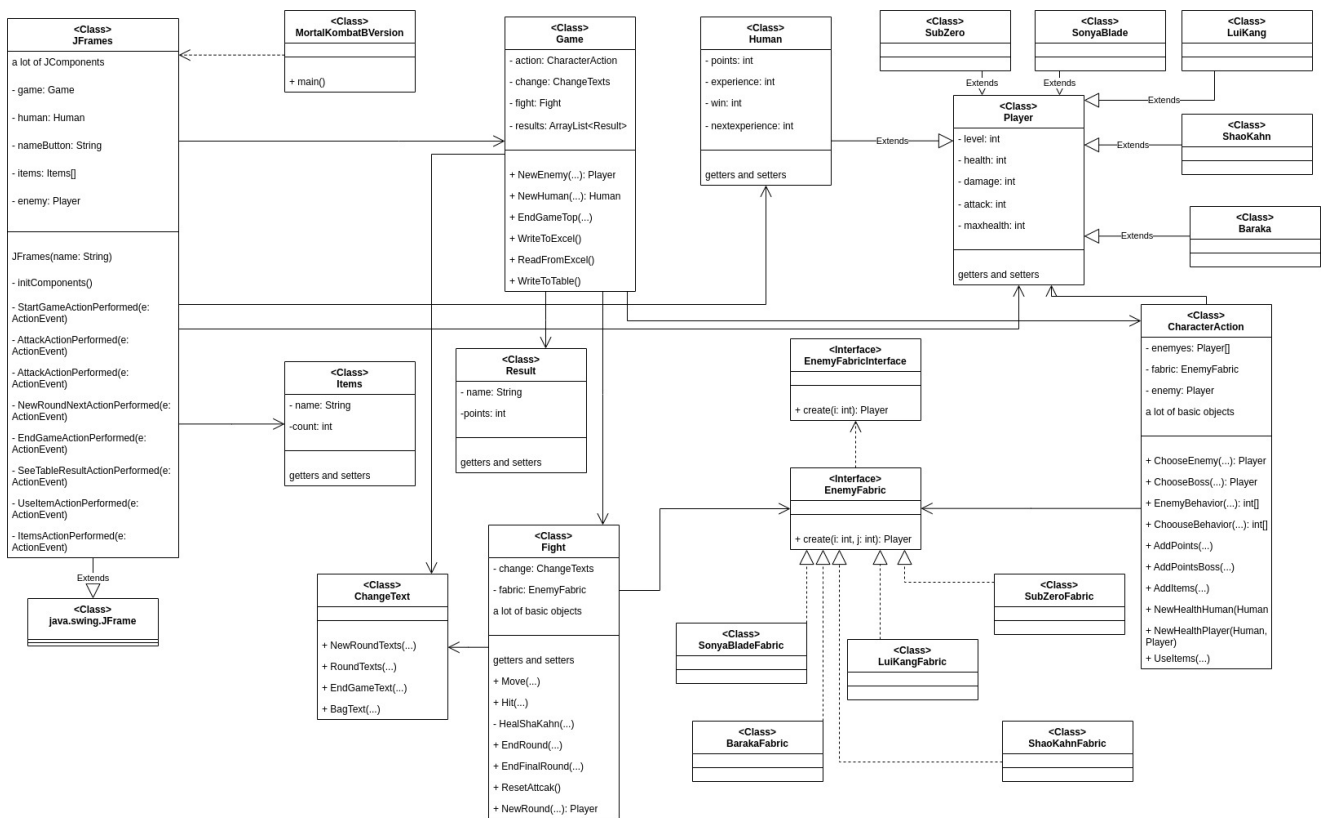 <Class>
JFrames
a lot of JComponents
- game: Game
- human: Human
- nameButton: String
- items: Items[]
- enemy: Player
JFrames(name: String)
- initComponents()
- StartGameActionPerformed(e:
ActionEvent)
- AttackActionPerformed(e:
ActionEvent)
- AttackActionPerformed(e:
ActionEvent)
- NewRoundNextActionPerformed(e:
ActionEvent)
- EndGameActionPerformed(e:
ActionEvent)
- SeeTableResultActionPerformed(e:
ActionEvent)
- UseItemActionPerformed(e:
ActionEvent)
- ItemsActionPerformed(e:
ActionEvent)
Extends
<Class>
java.swing.JFrame
<Class>
MortalKombatBVersion
+ main()
<Class>
Game
- action: CharacterAction
- change: ChangeTexts
- fight: Fight
- results: ArrayList<Result>
+ NewEnemy(...): Player
+ NewHuman(...): Human
+ EndGameTop(...)
+ WriteToExcel()
+ ReadFromExcel()
+ WriteToTable()
<Class>
Human
- points: int
- experience: int
- win: int
- nextexperience: int
getters and setters
Extends
<Class>
SubZero
Extends
<Class>
SonyaBlade
Extends
<Class>
LuiKang
Extends
<Class>
Player
- level: int
- health: int
- damage: int
- attack: int
- maxhealth: int
getters and setters
<Class>
ShaoKahn
Extends
<Class>
Baraka
Extends
<Class>
Items
- name: String
-count: int
getters and setters
<Class>
Result
- name: String
-points: int
getters and setters
<Interface>
EnemyFabricInterface
+ create(i: int): Player
<Interface>
EnemyFabric
+ create(i: int, j: int): Player
<Class>
CharacterAction
- enemyes: Player[]
- fabric: EnemyFabric
- enemy: Player
a lot of basic objects
+ ChooseEnemy(...): Player
+ ChooseBoss(...): Player
+ EnemyBehavior(...): int[]
+ ChoouseBehavior(...): int[]
+ AddPoints(...)
+ AddPointsBoss(...)
+ AddItems(...)
+ NewHealthHuman(Human
+ NewHealthPlayer(Human,
Player)
+ UseItems(...)
<Class>
ChangeText
+ NewRoundTexts(...)
+ RoundTexts(...)
+ EndGameText(...)
+ BagText(...)
<Class>
Fight
- change: ChangeTexts
- fabric: EnemyFabric
a lot of basic objects
getters and setters
+ Move(...)
+ Hit(...)
- HealShaKahn(...)
+ EndRound(...)
+ EndFinalRound(...)
+ ResetAttcak()
+ NewRound(...): Player
<Class>
SonyaBladeFabric
<Class>
LuiKangFabric
<Class>
SubZeroFabric
<Class>
BarakaFabric
<Class>
ShaoKahnFabric